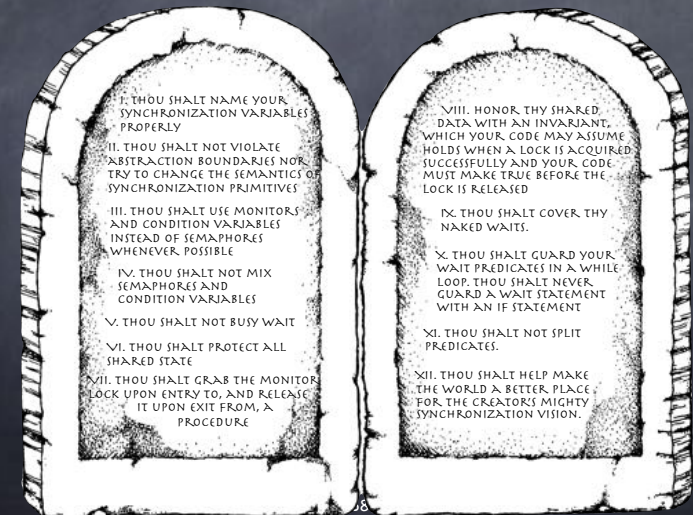 I. THOU SHALT NAME YOUR
SYNCHRONIZATION VARIABLES
PROPERLY
II. THOU SHALT NOT VIOLATE
ABSTRACTION BOUNDARIES NOR
TRY TO CHANGE THE SEMANTICS OF
SYNCHRONIZATION PRIMITIVES
III. THOU SHALT USE MONITORS
AND CONDITION VARIABLES
INSTEAD OF SEMAPHORES
WHENEVER POSSIBLE
IV. THOU SHALT NOT MIX
SEMAPHORES AND
CONDITION VARIABLES
V. THOU SHALT NOT BUSY WAIT
VI. THOU SHALT PROTECT ALL
SHARED STATE
VII. THOU SHALT GRAB THE MONITOR
LOCK UPON ENTRY TO, AND RELEASE
IT UPON EXIT FROM, A
PROCEDURE
VIII. HONOR THY SHARED
DATA WITH AN INVARIANT,
WHICH YOUR CODE MAY ASSUME
HOLDS WHEN A LOCK IS ACQUIRED
SUCCESSFULLY AND YOUR CODE
MUST MAKE TRUE BEFORE THE
LOCK IS RELEASED
IX. THOU SHALT COVER THY
NAKED WAITS.
X. THOU SHALT GUARD YOUR
WAIT PREDICATES IN A WHILE
LOOP. THOU SHALT NEVER
GUARD A WAIT STATEMENT
WITH AN IF STATEMENT
XI. THOU SHALT NOT SPLIT
PREDICATES.
XII. THOU SHALT HELP MAKE
THE WORLD A BETTER PLACE
FOR THE CREATOR'S MIGHTY
SYNCHRONIZATION VISION.